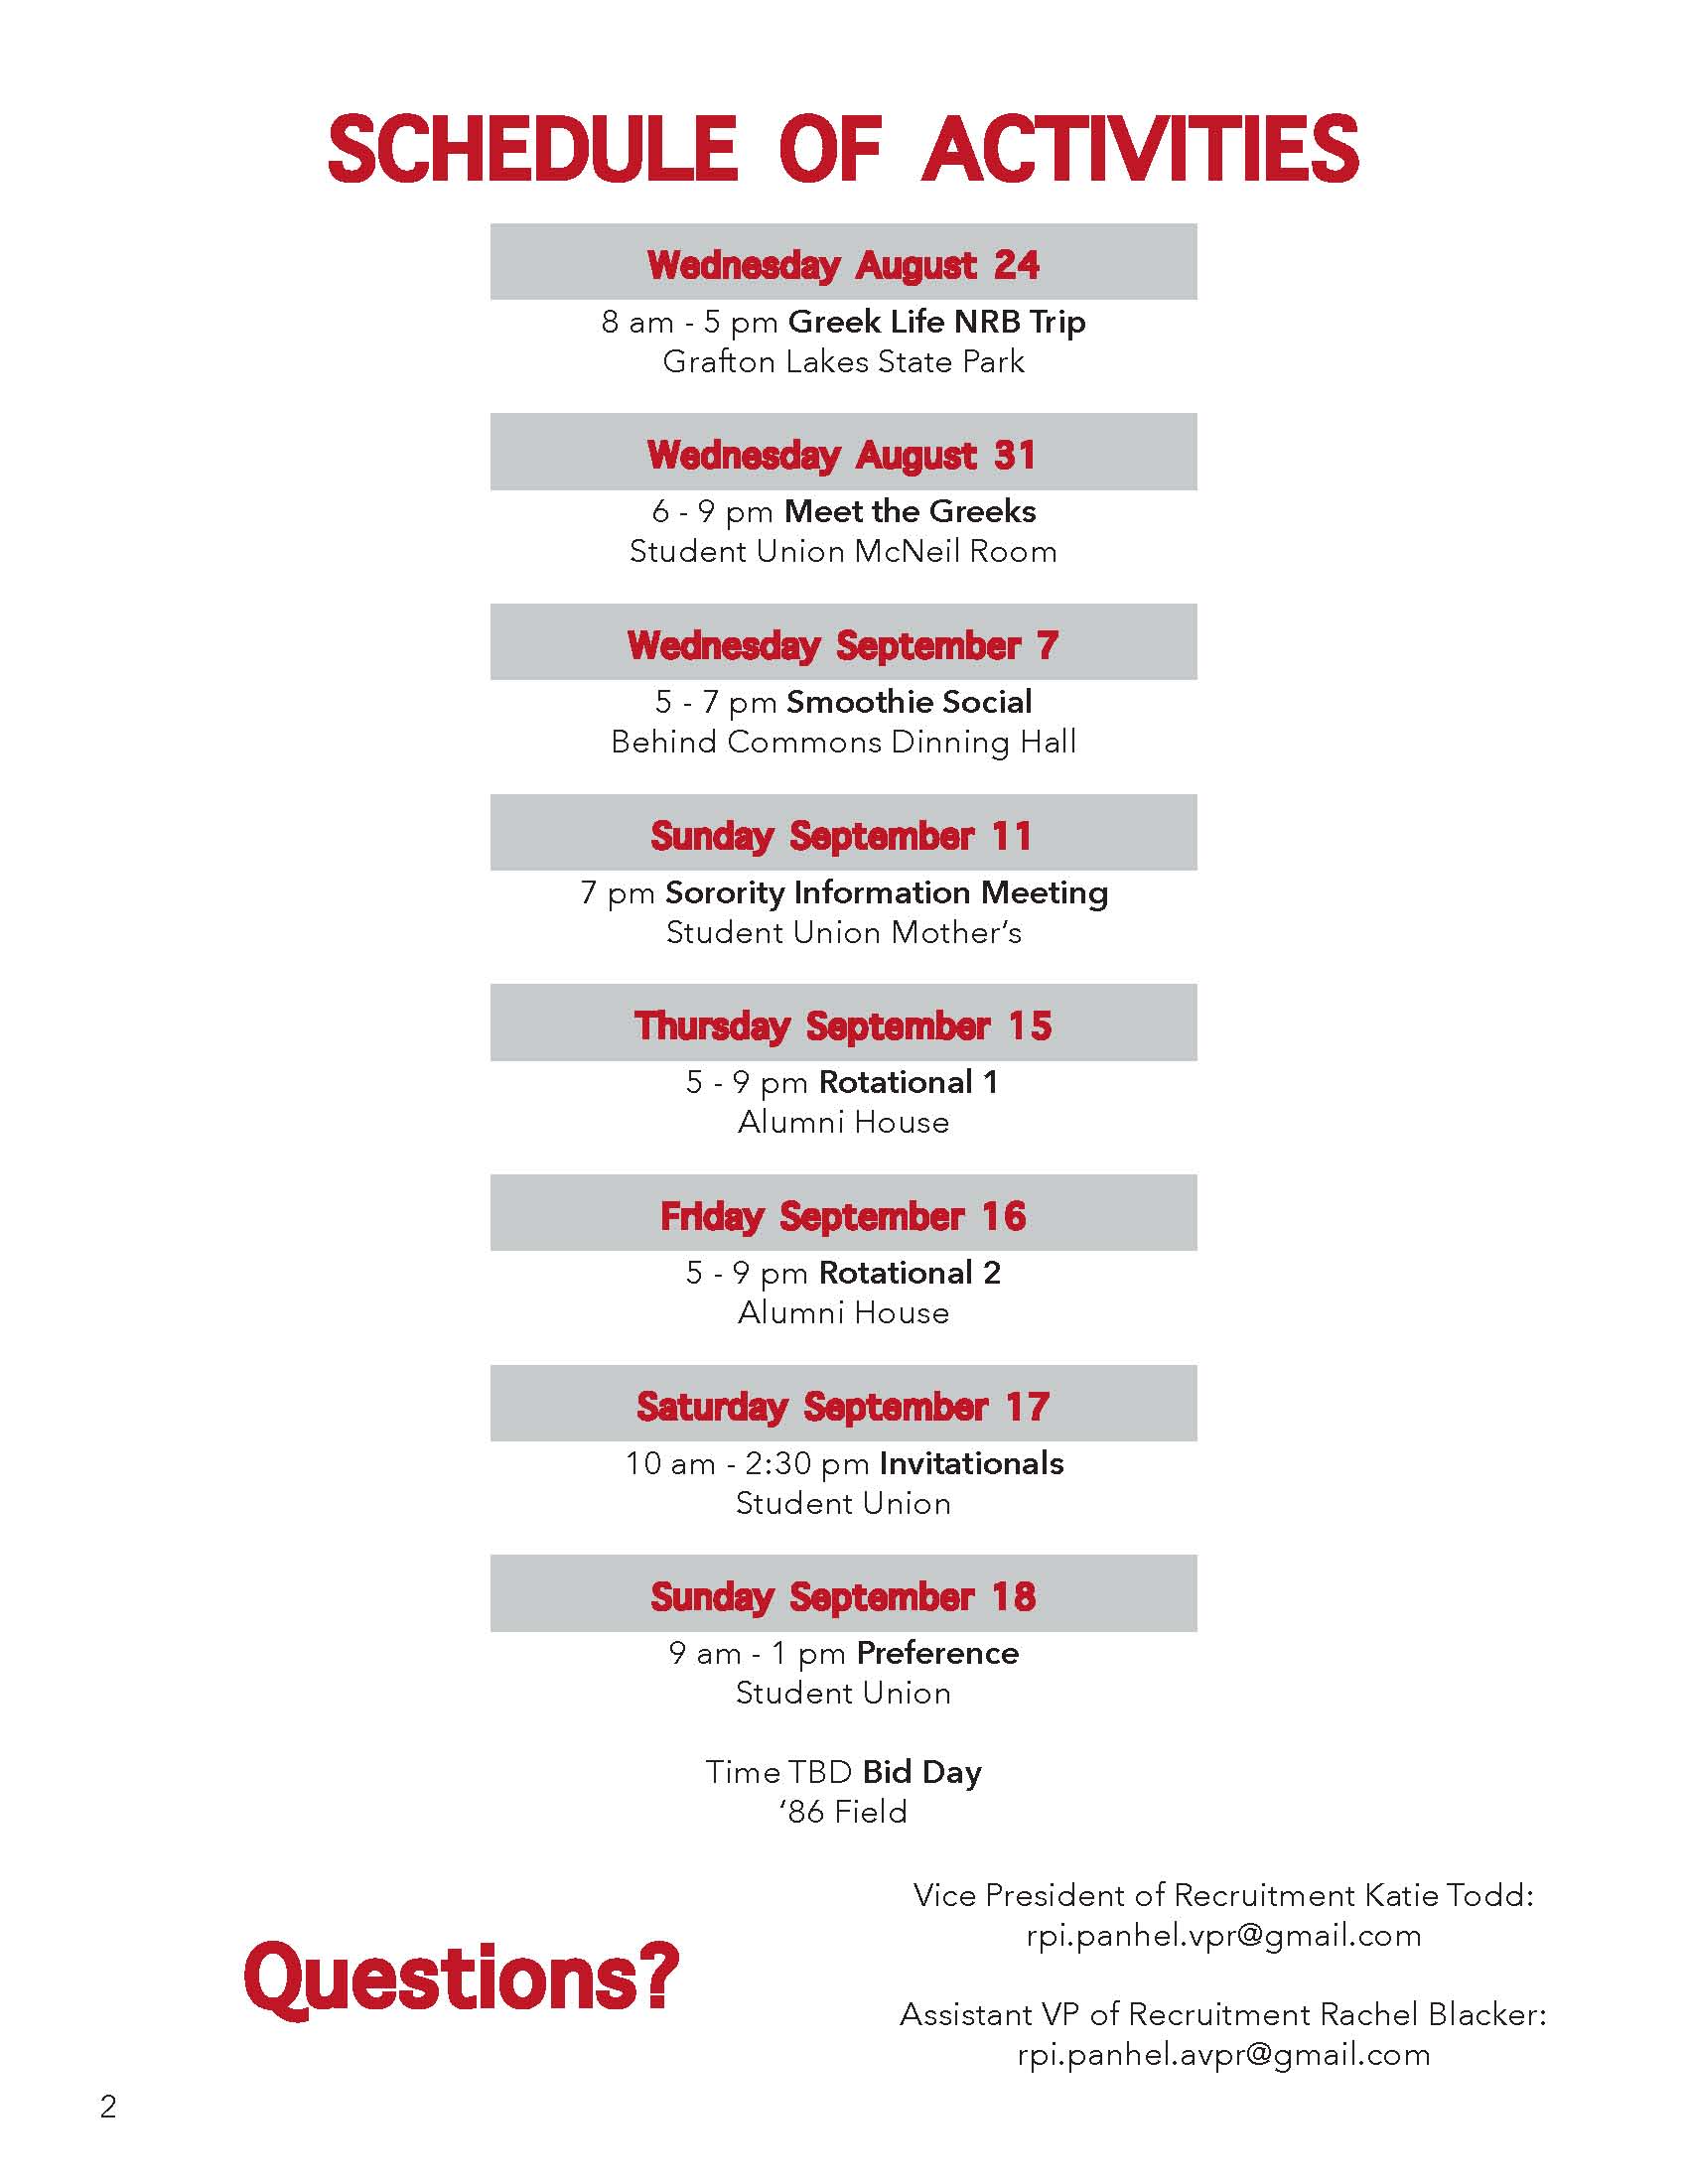 SCHEDULE OF ACTIVITIES
Wednesday August 24
8 am - 5 pm Greek Life NRB Trip
Grafton Lakes State Park
Wednesday August 31
6 - 9 pm Meet the Greeks
Student Union McNeil Room
Wednesday September 7
5 - 7 pm Smoothie Social
Behind Commons Dinning Hall
Sunday September 11
7 pm Sorority Information Meeting
Student Union Mother’s
Thursday September 15
5 - 9 pm Rotational 1
Alumni House
Friday September 16
5 - 9 pm Rotational 2
Alumni House
Saturday September 17
10 am - 2:30 pm Invitationals
Student Union
Sunday September 18
9 am - 1 pm Preference
Student Union
Time TBD Bid Day
‘86 Field
Questions?
Vice President of Recruitment Katie Todd:
rpi.panhel.vpr@gmail.com
Assistant VP of Recruitment Rachel Blacker:
rpi.panhel.avpr@gmail.com
2